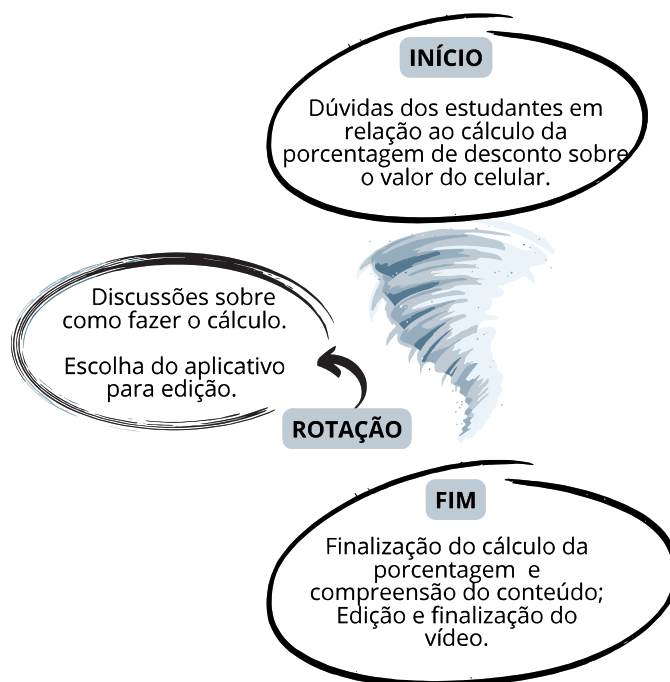 INÍCIO
Dúvidas dos estudantes em
relação ao cálculo da
porcentagem de desconto sobre
o valor do celular.
Discussões sobre
como fazer o cálculo.
Escolha do aplicativo
para edição.
ROTAÇÃO
FIM
Finalização do cálculo da
porcentagem e
compreensão do conteúdo;
Edição e finalização do
vídeo.